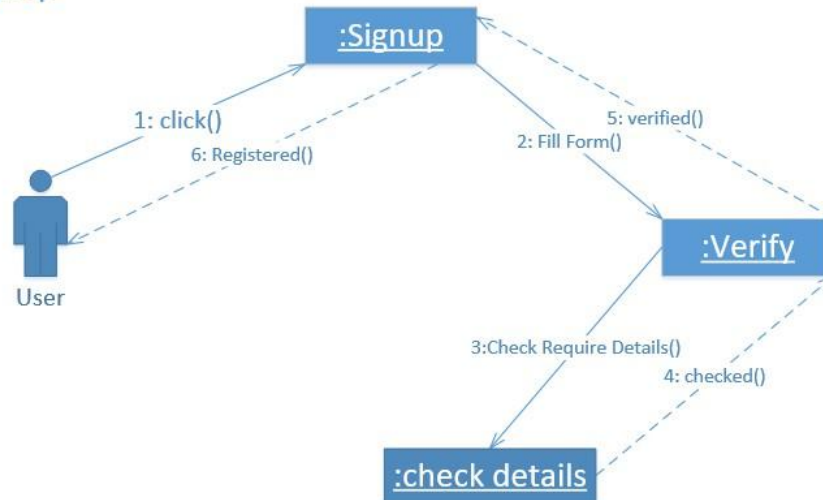 :Signup
1: click()
5: verified()
2: Fill Form()
6: Registered()
:Verify
User
3:Check Require Details()
4: checked()
:check details